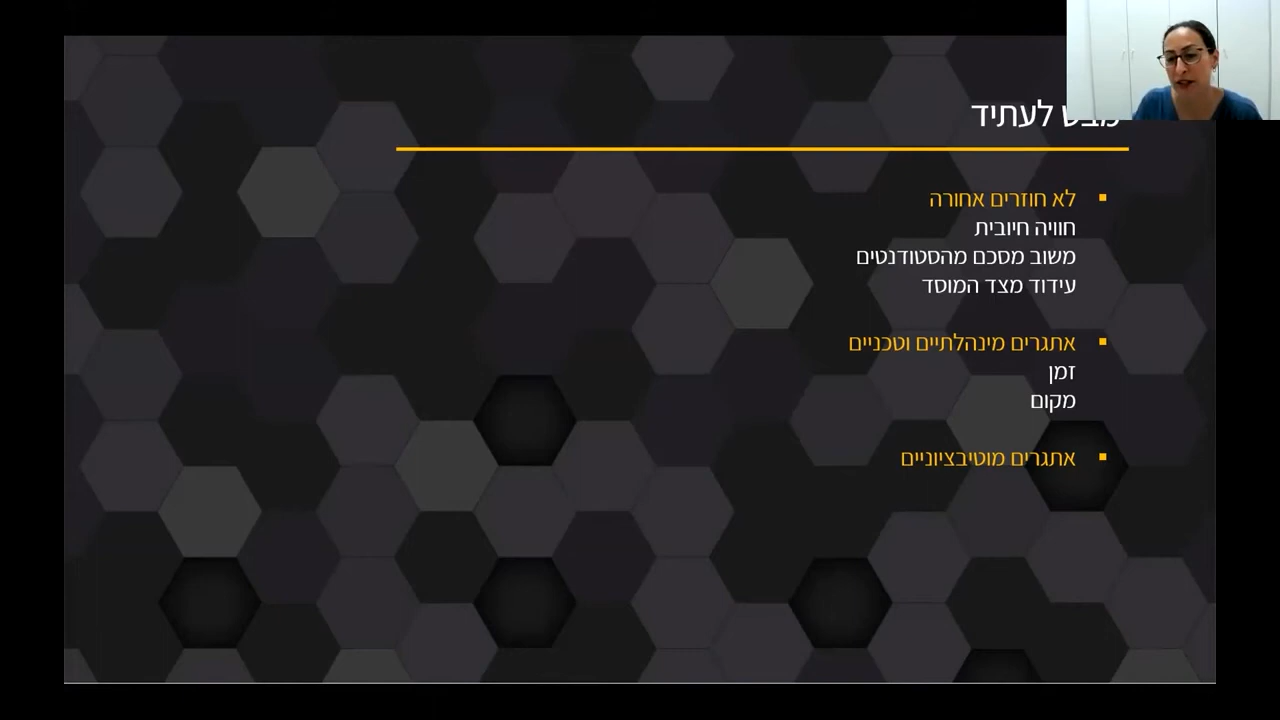 מבט לעתיד
לא חוזרים אחורה
חוויה חיובית
משוב מסכם מהסטודנטים
עידוד מצד המוסד
אתגרים מינהלתיים וטכניים
זמן
מקום
אתגרים מוטיבציוניים